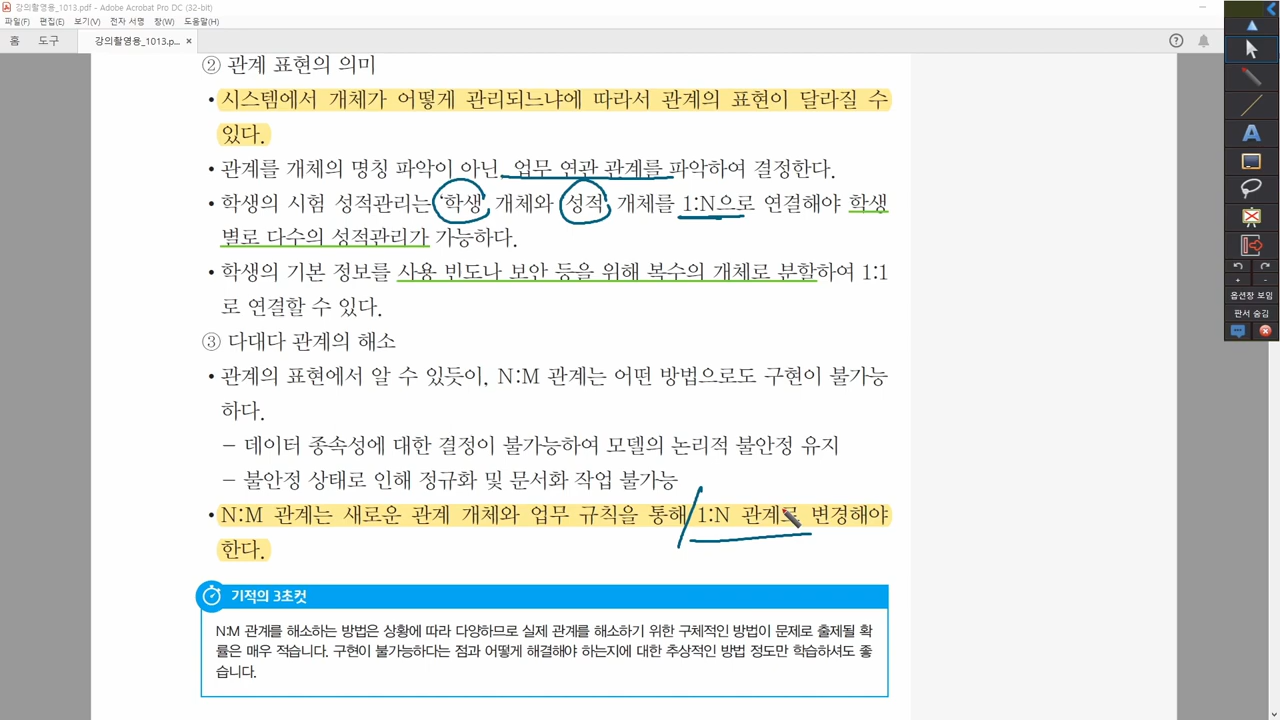 강의촬영용_1013.pdf - Adobe Acrobat Pro DC (32-bit)
파일(F) 편집(E) 보기(V) 전자 서명 창(W) 도움말(H)
홈 도구 강의촬영용_1013.p... ×
② 관계 표현의 의미
• 시스템에서 개체가 어떻게 관리되느냐에 따라서 관계의 표현이 달라질 수
있다.
• 관계를 개체의 명칭 파악이 아닌, 업무 연관 관계를 파악하여 결정한다.
• 학생의 시험 성적관리는 ‘학생’ 개체와 ‘성적’ 개체를 1:N으로 연결해야 학생
별로 다수의 성적관리가 가능하다.
• 학생의 기본 정보를 사용 빈도나 보안 등을 위해 복수의 개체로 분할하여 1:1
로 연결할 수 있다.
③ 다대다 관계의 해소
• 관계의 표현에서 알 수 있듯이, N:M 관계는 어떤 방법으로도 구현이 불가능
하다.
– 데이터 종속성에 대한 결정이 불가능하여 모델의 논리적 불안정 유지
– 불안정 상태로 인해 정규화 및 문서화 작업 불가능
• N:M 관계는 새로운 관계 개체와 업무 규칙을 통해 1:N 관계로 변경해야
한다.
기적의 3초컷
N:M 관계를 해소하는 방법은 상황에 따라 다양하므로 실제 관계를 해소하기 위한 구체적인 방법이 문제로 출제될 확
률은 매우 적습니다. 구현이 불가능하다는 점과 어떻게 해결해야 하는지에 대한 추상적인 방법 정도만 학습하셔도 좋
습니다.
A
+ -
옵션장 보임
판서 숨김